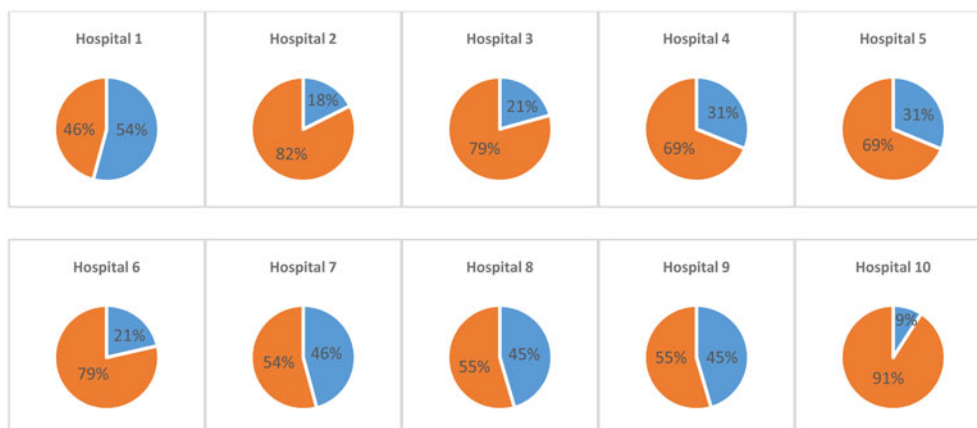 Hospital 1
46% 54%
Hospital 2
18%
82%
Hospital 3
21%
79%
Hospital 4
31%
69%
Hospital 5
31%
69%
Hospital 6
21%
79%
Hospital 7
54% 46%
Hospital 8
55% 45%
Hospital 9
55% 45%
Hospital 10
9%
91%